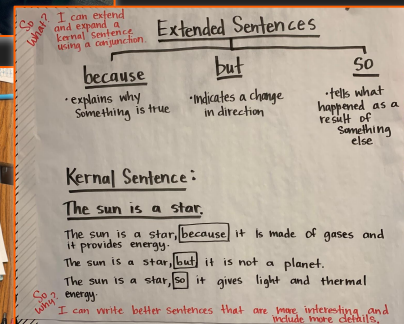 So What? I can extend
and expand a
kernal sentence
using a conjunction.
Extended Sentences
because
• explains why
something is true
but
• Indicates a change
in direction
so
• tells what
happened as a
result of
something
else
Kernal Sentence:
The sun is a star.
The sun is a star, because it is made of gases and
it provides energy.
The sun is a star, but it is not a planet.
The sun is a star, so it gives light and thermal
energy.
So Why? I can write better sentences that are more interesting and
include more details.